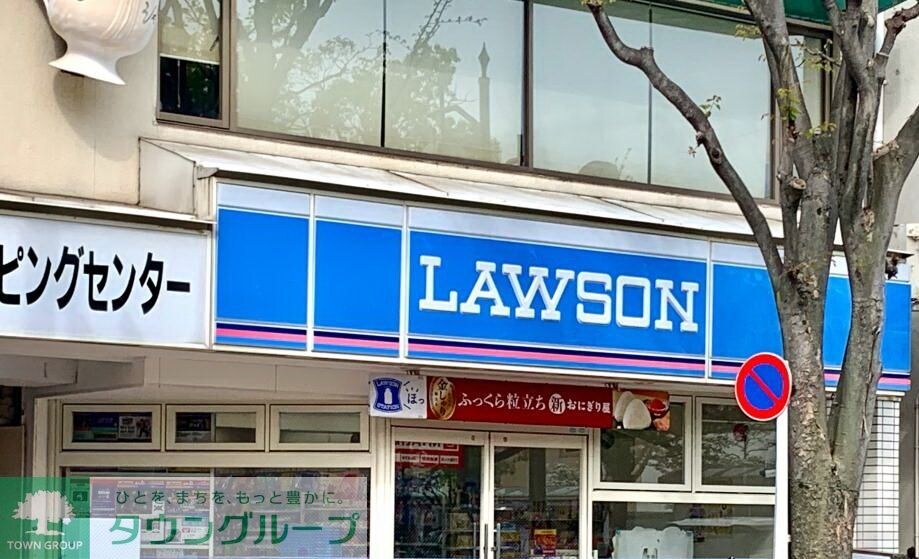 ピングセンター
LAWSON
LAWSON
STATION
ほっ
金しゃり
ふっくら粒立ち 新 おにぎり屋
ひとを、まちを、もっと豊かに。
タウングループ
TOWN GROUP